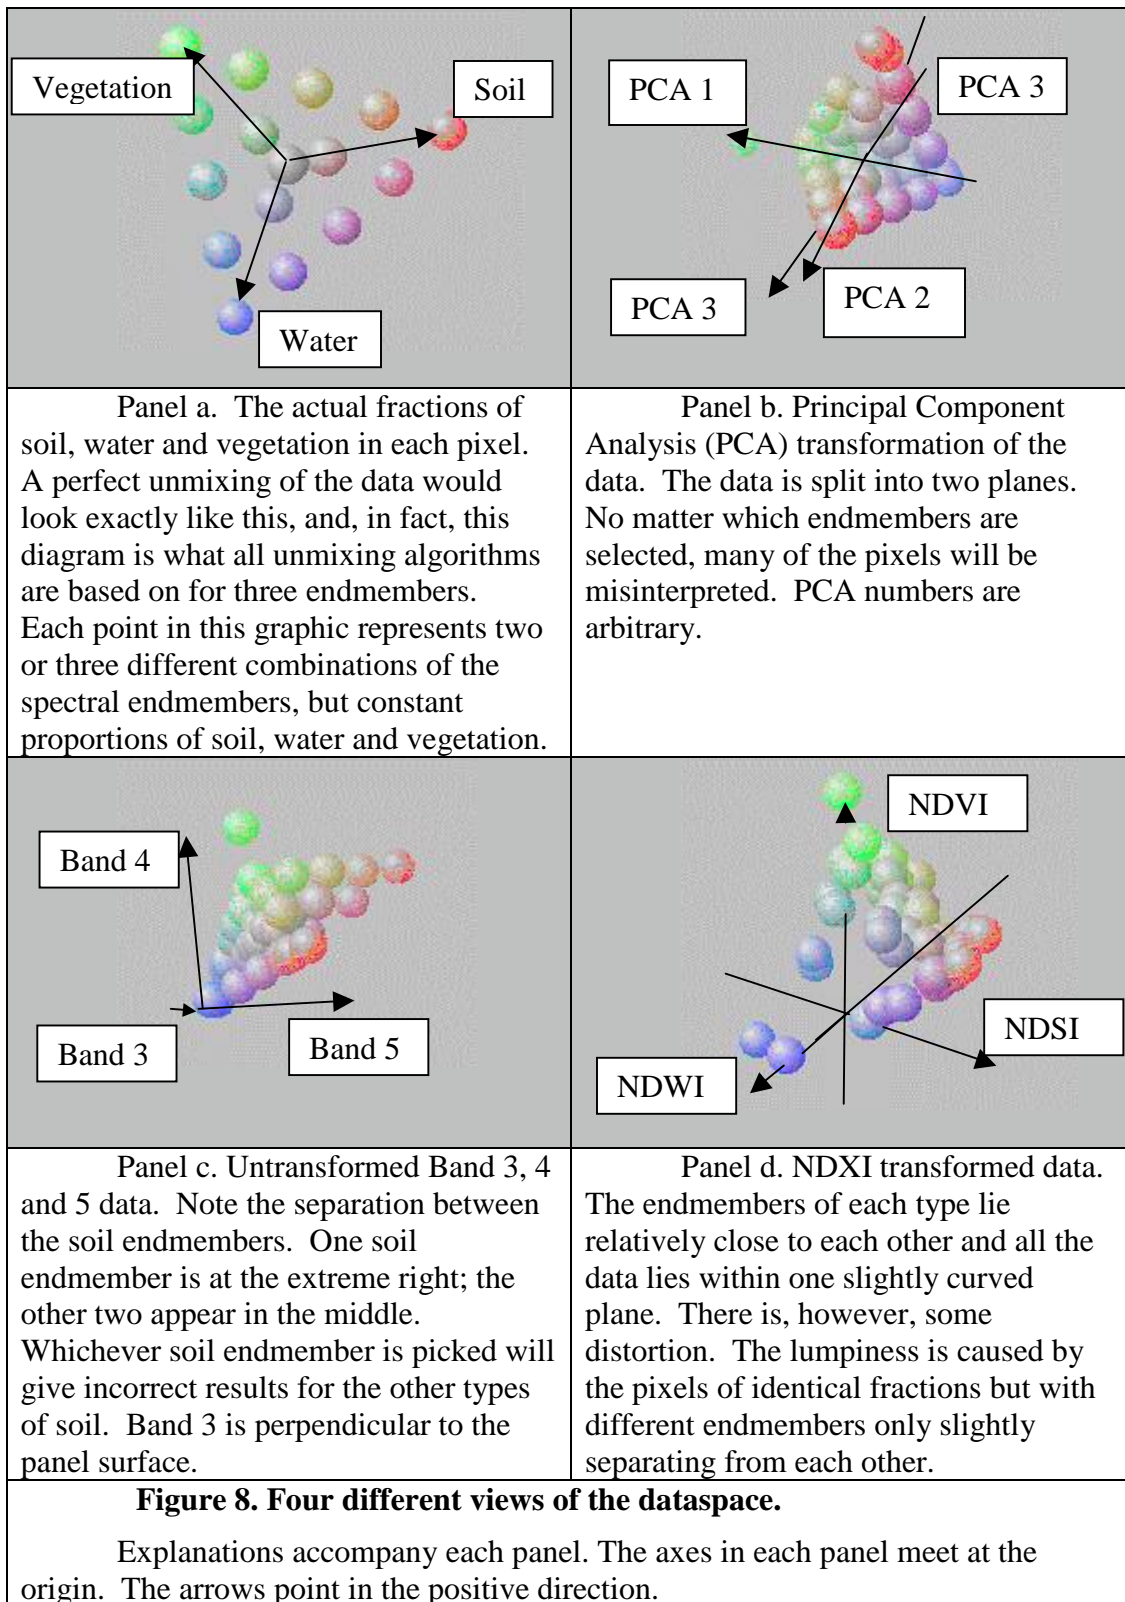 Vegetation
Soil
Water
PCA 1
PCA 3
PCA 3
PCA 2
Panel a.  The actual fractions of
soil, water and vegetation in each pixel.
A perfect unmixing of the data would
look exactly like this, and, in fact, this
diagram is what all unmixing algorithms
are based on for three endmembers.
Each point in this graphic represents two
or three different combinations of the
spectral endmembers, but constant
proportions of soil, water and vegetation.
Panel b. Principal Component
Analysis (PCA) transformation of the
data.  The data is split into two planes.
No matter which endmembers are
selected, many of the pixels will be
misinterpreted.  PCA numbers are
arbitrary.
Band 4
Band 3
Band 5
NDVI
NDSI
NDWI
Panel c. Untransformed Band 3, 4
and 5 data.  Note the separation between
the soil endmembers.  One soil
endmember is at the extreme right; the
other two appear in the middle.
Whichever soil endmember is picked will
give incorrect results for the other types
of soil.  Band 3 is perpendicular to the
panel surface.
Panel d. NDXI transformed data.
The endmembers of each type lie
relatively close to each other and all the
data lies within one slightly curved
plane.  There is, however, some
distortion.  The lumpiness is caused by
the pixels of identical fractions but with
different endmembers only slightly
separating from each other.
Figure 8. Four different views of the dataspace.
Explanations accompany each panel. The axes in each panel meet at the
origin.  The arrows point in the positive direction.